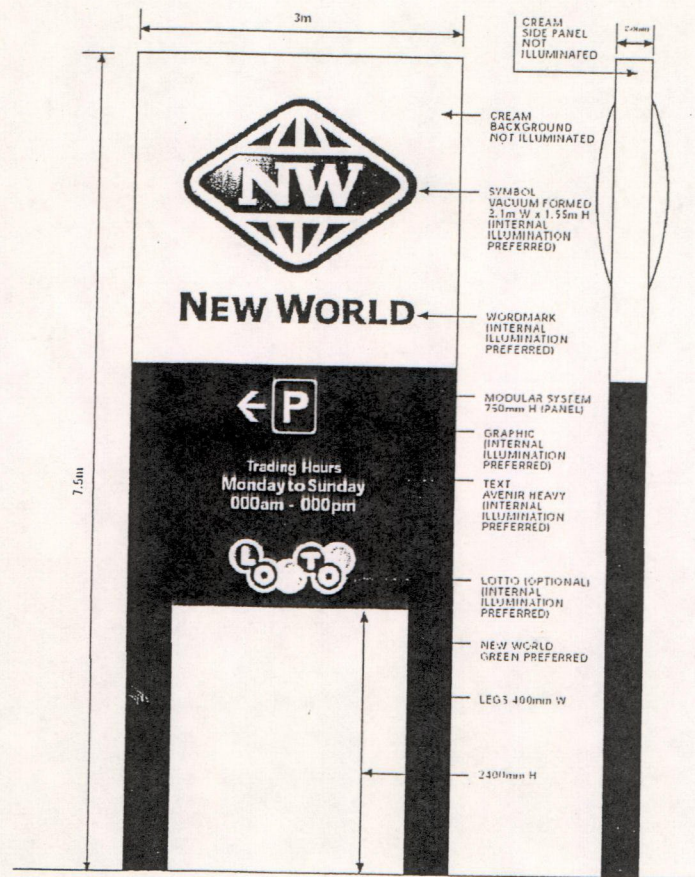 3m
CREAM
SIDE PANEL
NOT
ILLUMINATED
CREAM
BACKGROUND
NOT ILLUMINATED
NW
SYMBOL
VACUUM FORMED
2.1m W x 1.55m H
(INTERNAL
ILLUMINATION
PREFERRED)
NEW WORLD
WORDMARK
(INTERNAL
ILLUMINATION
PREFERRED)
P
MODULAR SYSTEM
750mm H (PANEL)
GRAPHIC
(INTERNAL
ILLUMINATION
PREFERRED)
7.5m
Trading Hours
Monday to Sunday
000am - 000pm
TEXT
AVENIR HEAVY
(INTERNAL
ILLUMINATION
PREFERRED)
LOTTO
LOTTO (OPTIONAL)
(INTERNAL
ILLUMINATION
PREFERRED)
NEW WORLD
GREEN PREFERRED
LEGS 400mm W
2400mm H